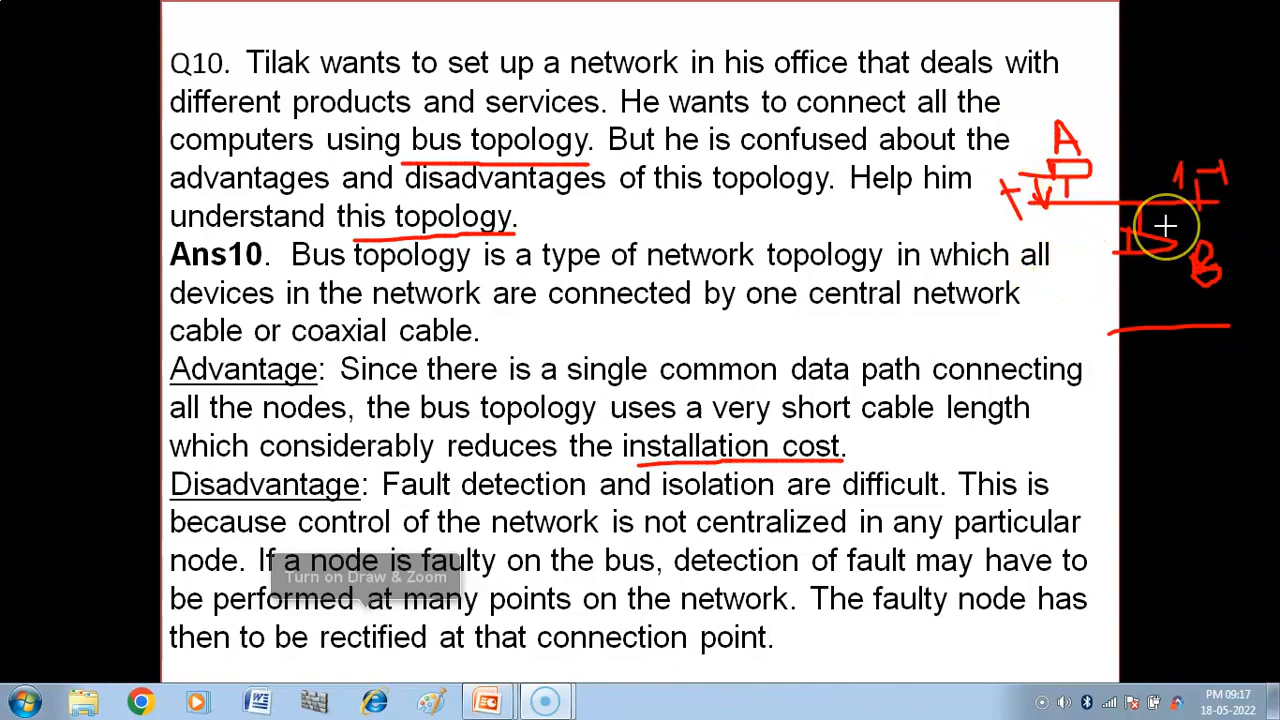 Q10. Tilak wants to set up a network in his office that deals with
different products and services. He wants to connect all the
computers using bus topology. But he is confused about the
advantages and disadvantages of this topology. Help him
understand this topology.
Ans10. Bus topology is a type of network topology in which all
devices in the network are connected by one central network
cable or coaxial cable.
Advantage: Since there is a single common data path connecting
all the nodes, the bus topology uses a very short cable length
which considerably reduces the installation cost.
Disadvantage: Fault detection and isolation are difficult. This is
because control of the network is not centralized in any particular
node. If a node is faulty on the bus, detection of fault may have to
be performed at many points on the network. The faulty node has
then to be rectified at that connection point.
Turn on Draw & Zoom
A
B
PM 09:17
18-05-2022